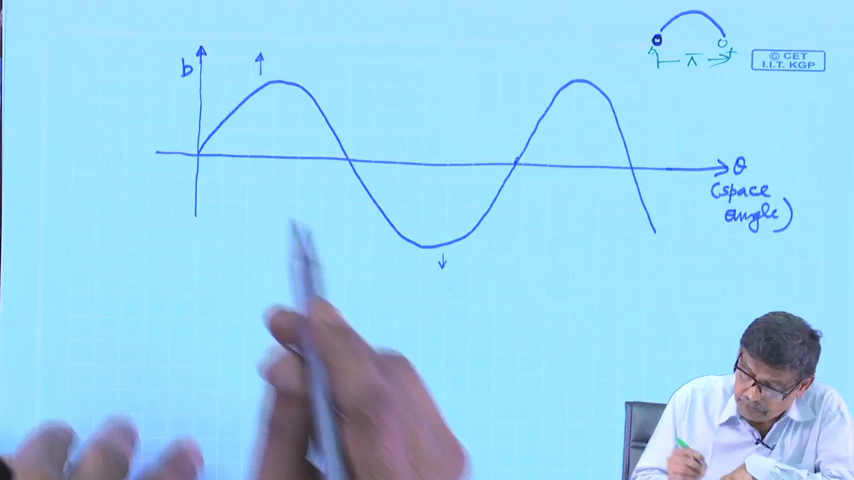 b
© CET
I.I.T. KGP
π
θ
(space
angle)